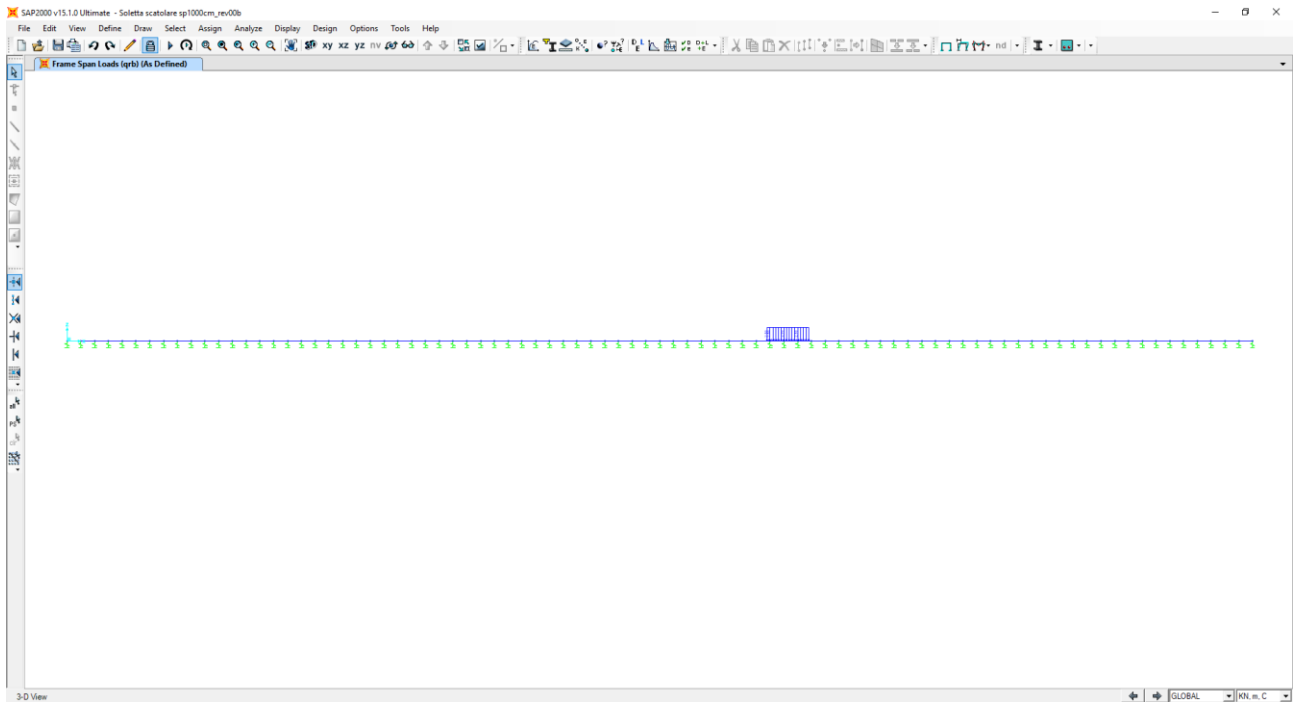 SAP2000 v15.1.0 Ultimate - Soletta scatolare sp1000cm_rev00b
File Edit View Define Draw Select Assign Analyze Display Design Options Tools Help
xy xz yz nv nd
Frame Span Loads (qrb) (As Defined)
3-D View GLOBAL KN, m, C